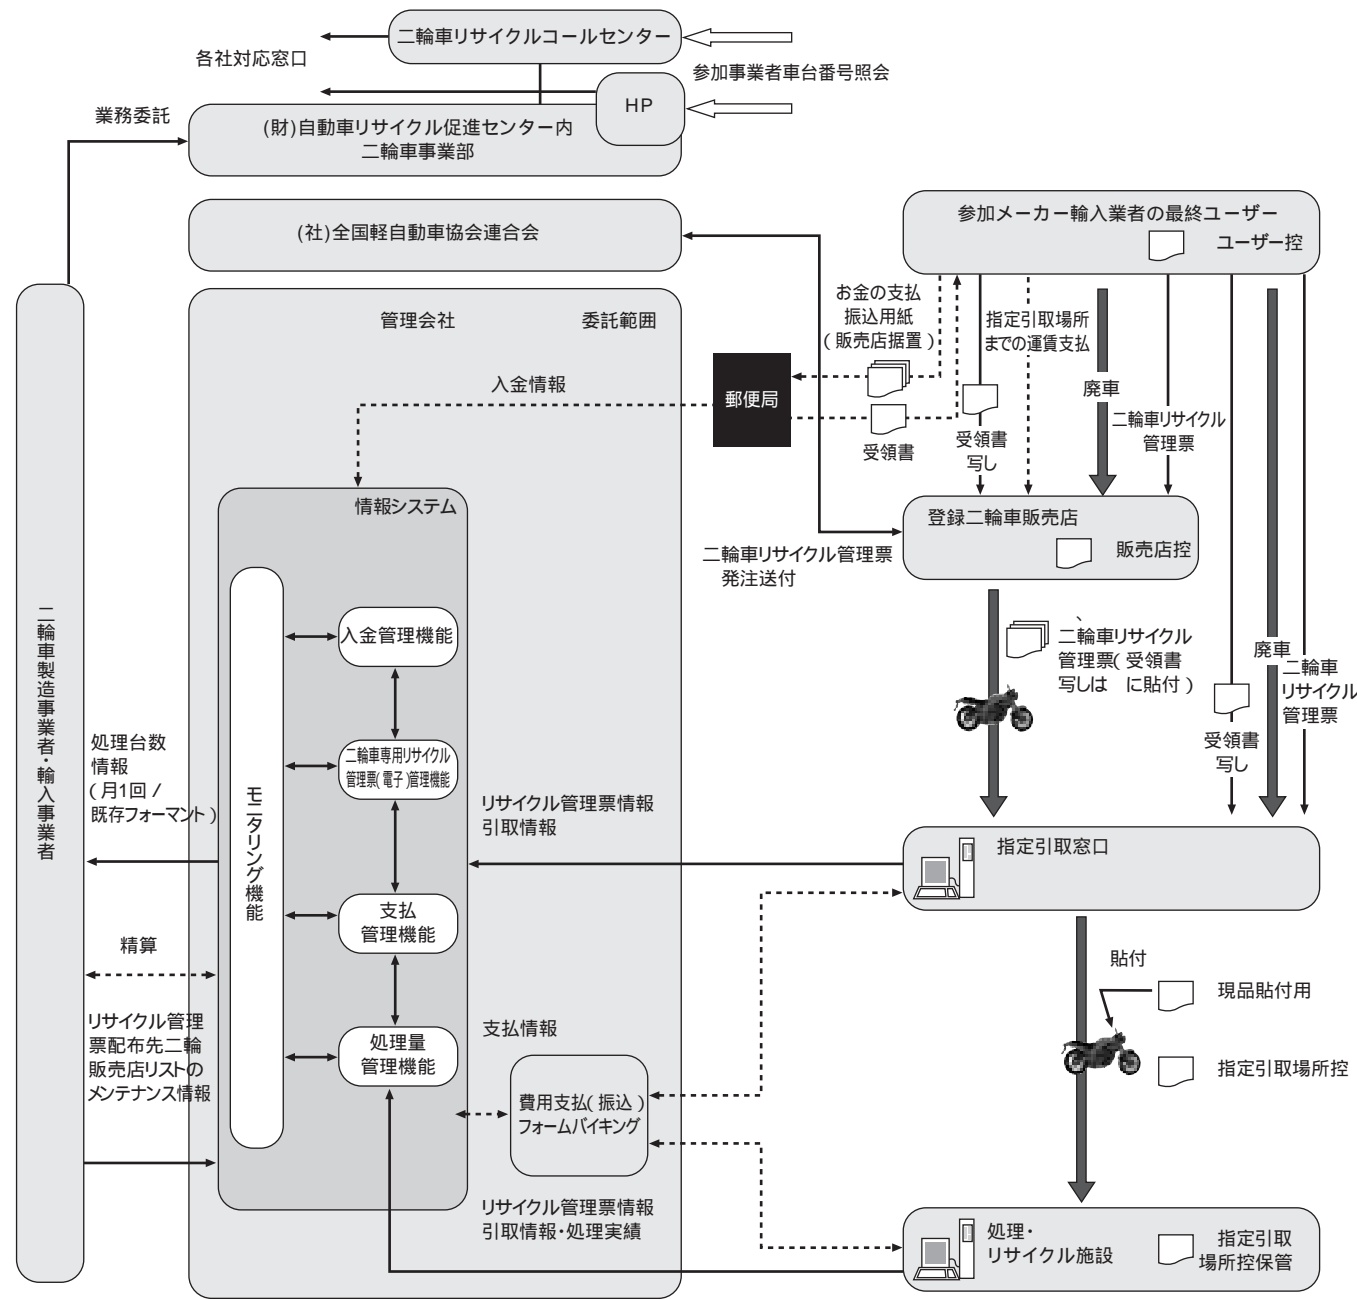 二輪車リサイクルコールセンター
各社対応窓口
参加事業者車台番号照会
HP
業務委託
(財)自動車リサイクル促進センター内
二輪車事業部
(社)全国軽自動車協会連合会
参加メーカー輸入業者の最終ユーザー
ユーザー控
管理会社
委託範囲
お金の支払
振込用紙
(販売店据置)
指定引取場所
までの運賃支払
入金情報
郵便局
受領書
受領書
写し
廃車
二輪車リサイクル
管理票
情報システム
登録二輪車販売店
販売店控
二輪車リサイクル管理票
発注送付
二輪車製造事業者・輸入事業者
モニタリング機能
入金管理機能
二輪車専用リサイクル
管理票(電子)管理機能
支払
管理機能
処理量
管理機能
、
二輪車リサイクル
管理票(受領書
写しは に貼付)
廃車
二輪車
リサイクル
管理票
受領書
写し
処理台数
情報
(月1回/
既存フォーマント)
リサイクル管理票情報
引取情報
指定引取窓口
精算
貼付
現品貼付用
指定引取場所控
リサイクル管理
票配布先二輪
販売店リストの
メンテナンス情報
支払情報
費用支払(振込)
フォームバイキング
リサイクル管理票情報
引取情報・処理実績
処理・
リサイクル施設
指定引取
場所控保管